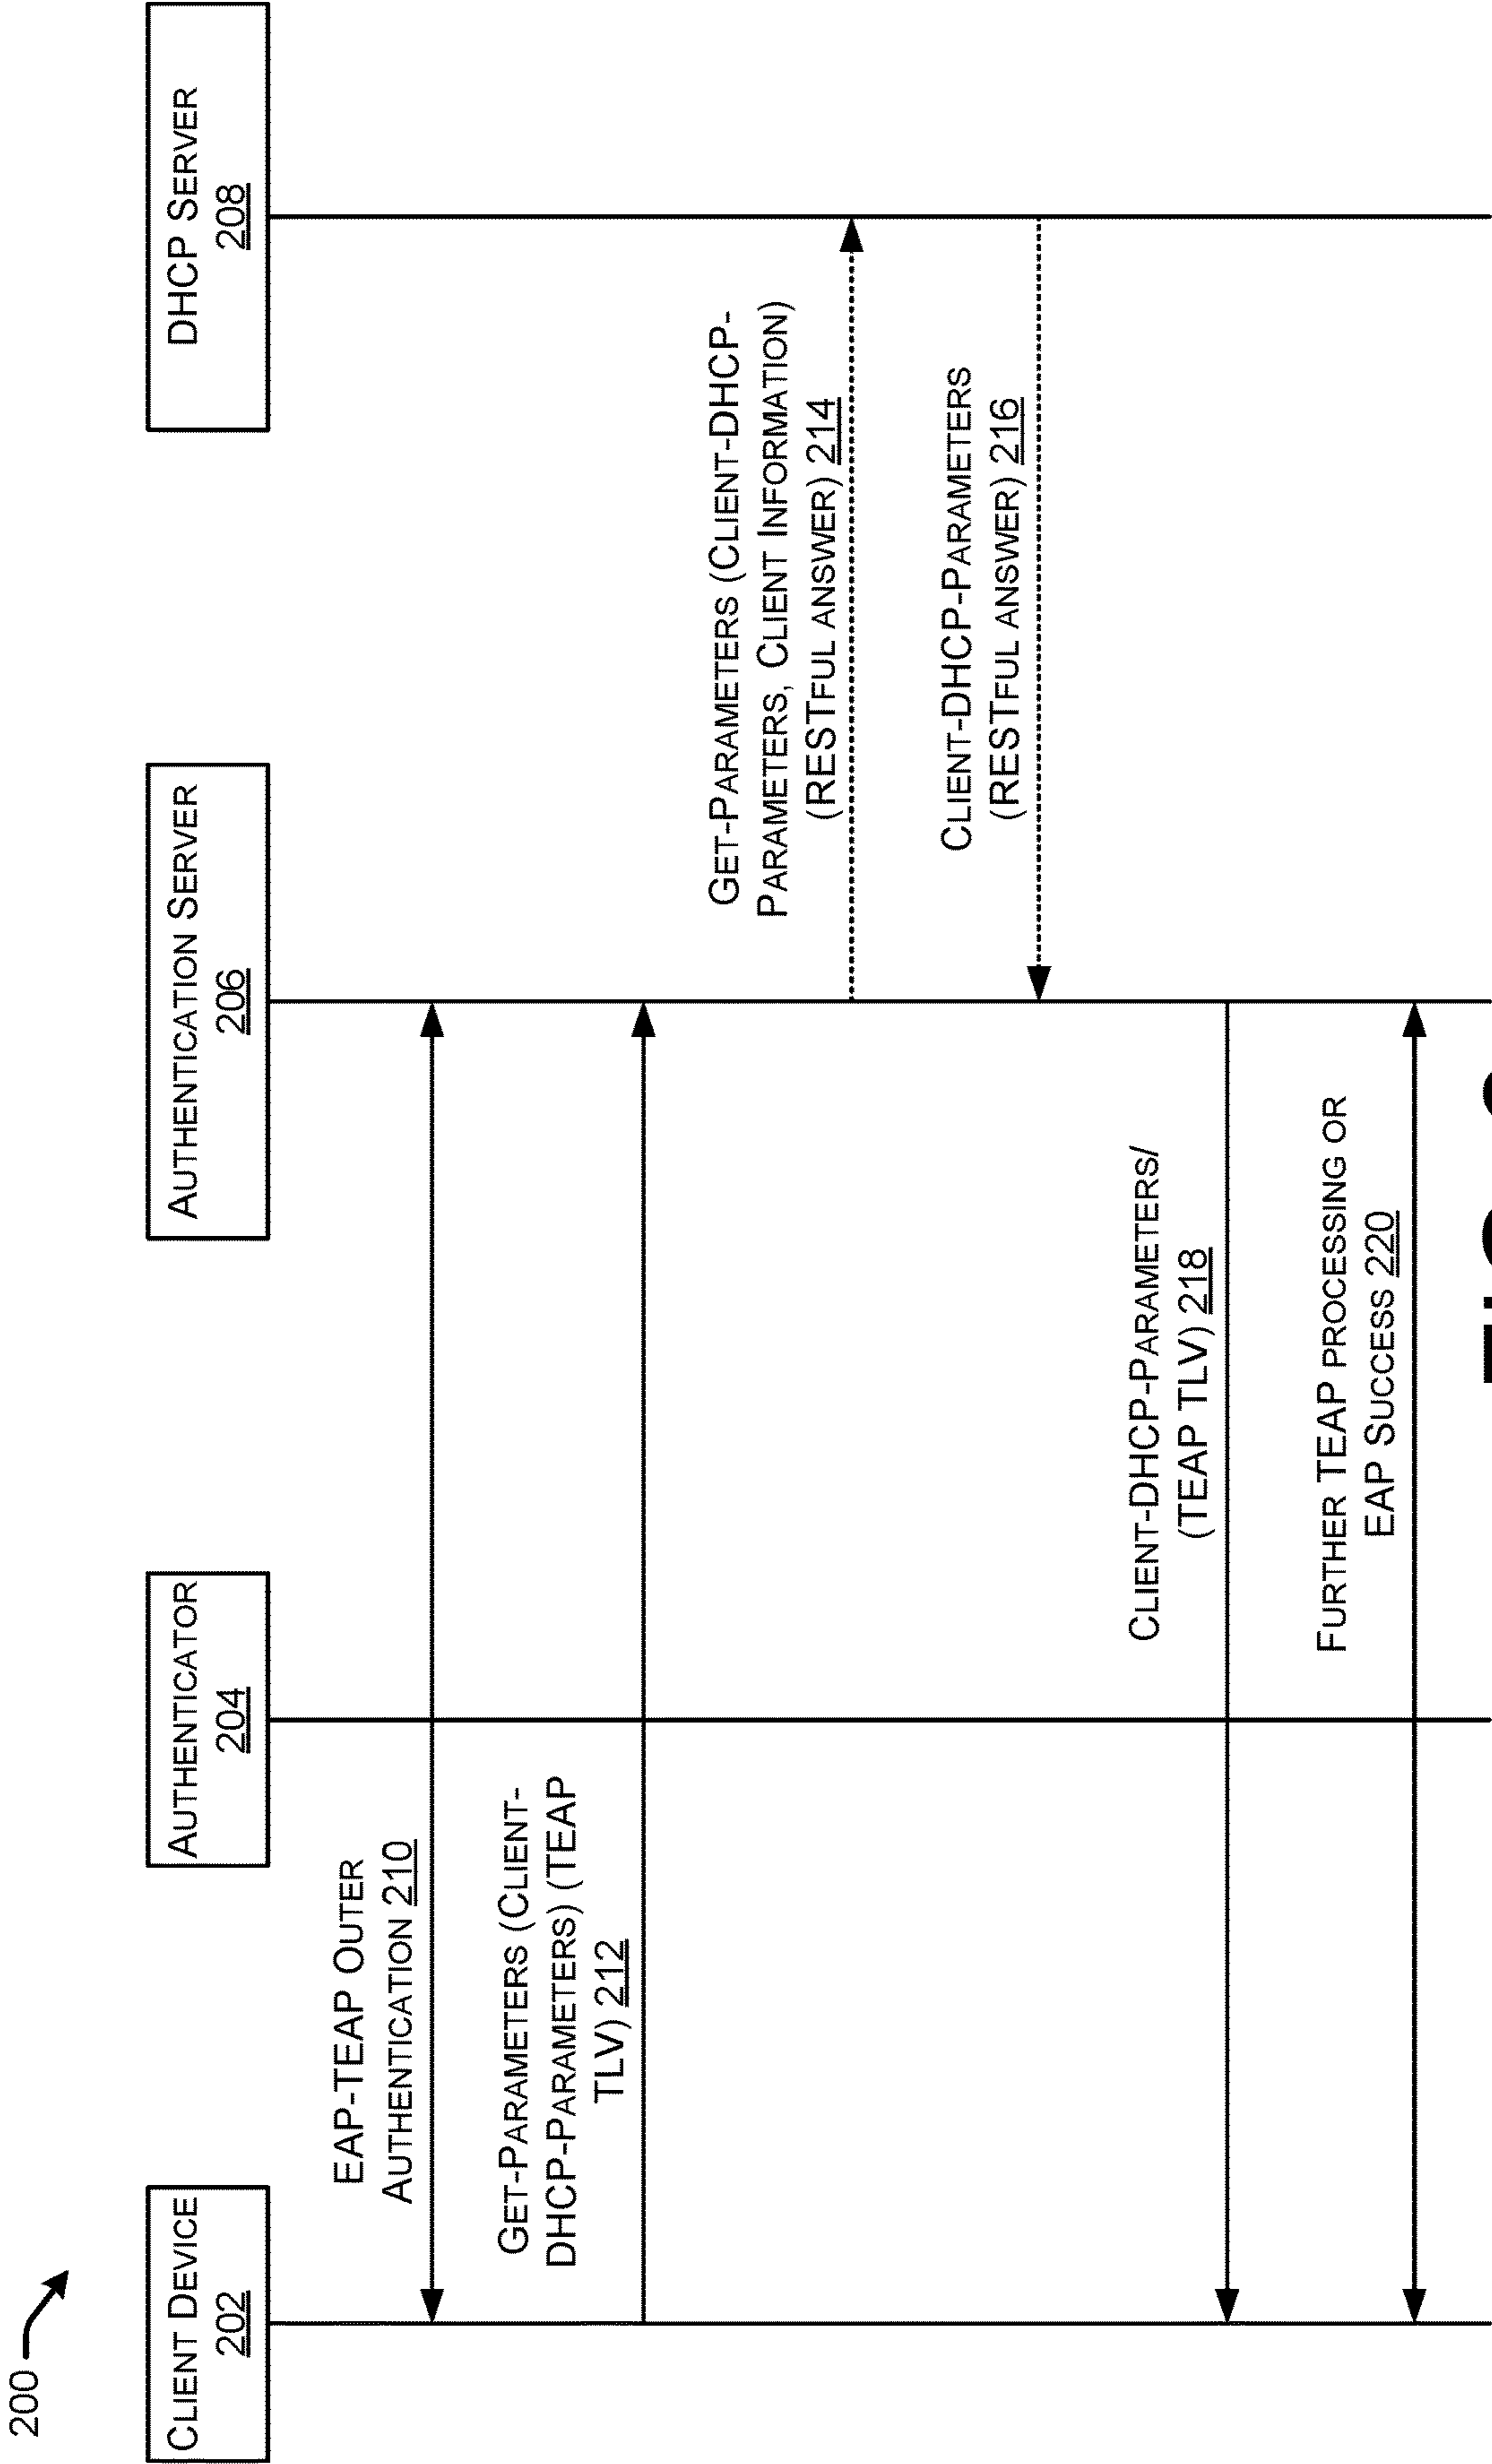 200
CLIENT DEVICE
202
AUTHENTICATOR
204
AUTHENTICATION SERVER
206
DHCP SERVER
208
EAP-TEAP OUTER
AUTHENTICATION 210
GET-PARAMETERS (CLIENT-
DHCP-PARAMETERS) (TEAP
TLV) 212
GET-PARAMETERS (CLIENT-DHCP-
PARAMETERS, CLIENT INFORMATION)
(RESTFUL ANSWER) 214
CLIENT-DHCP-PARAMETERS
(RESTFUL ANSWER) 216
CLIENT-DHCP-PARAMETERS/
(TEAP TLV) 218
FURTHER TEAP PROCESSING OR
EAP SUCCESS 220